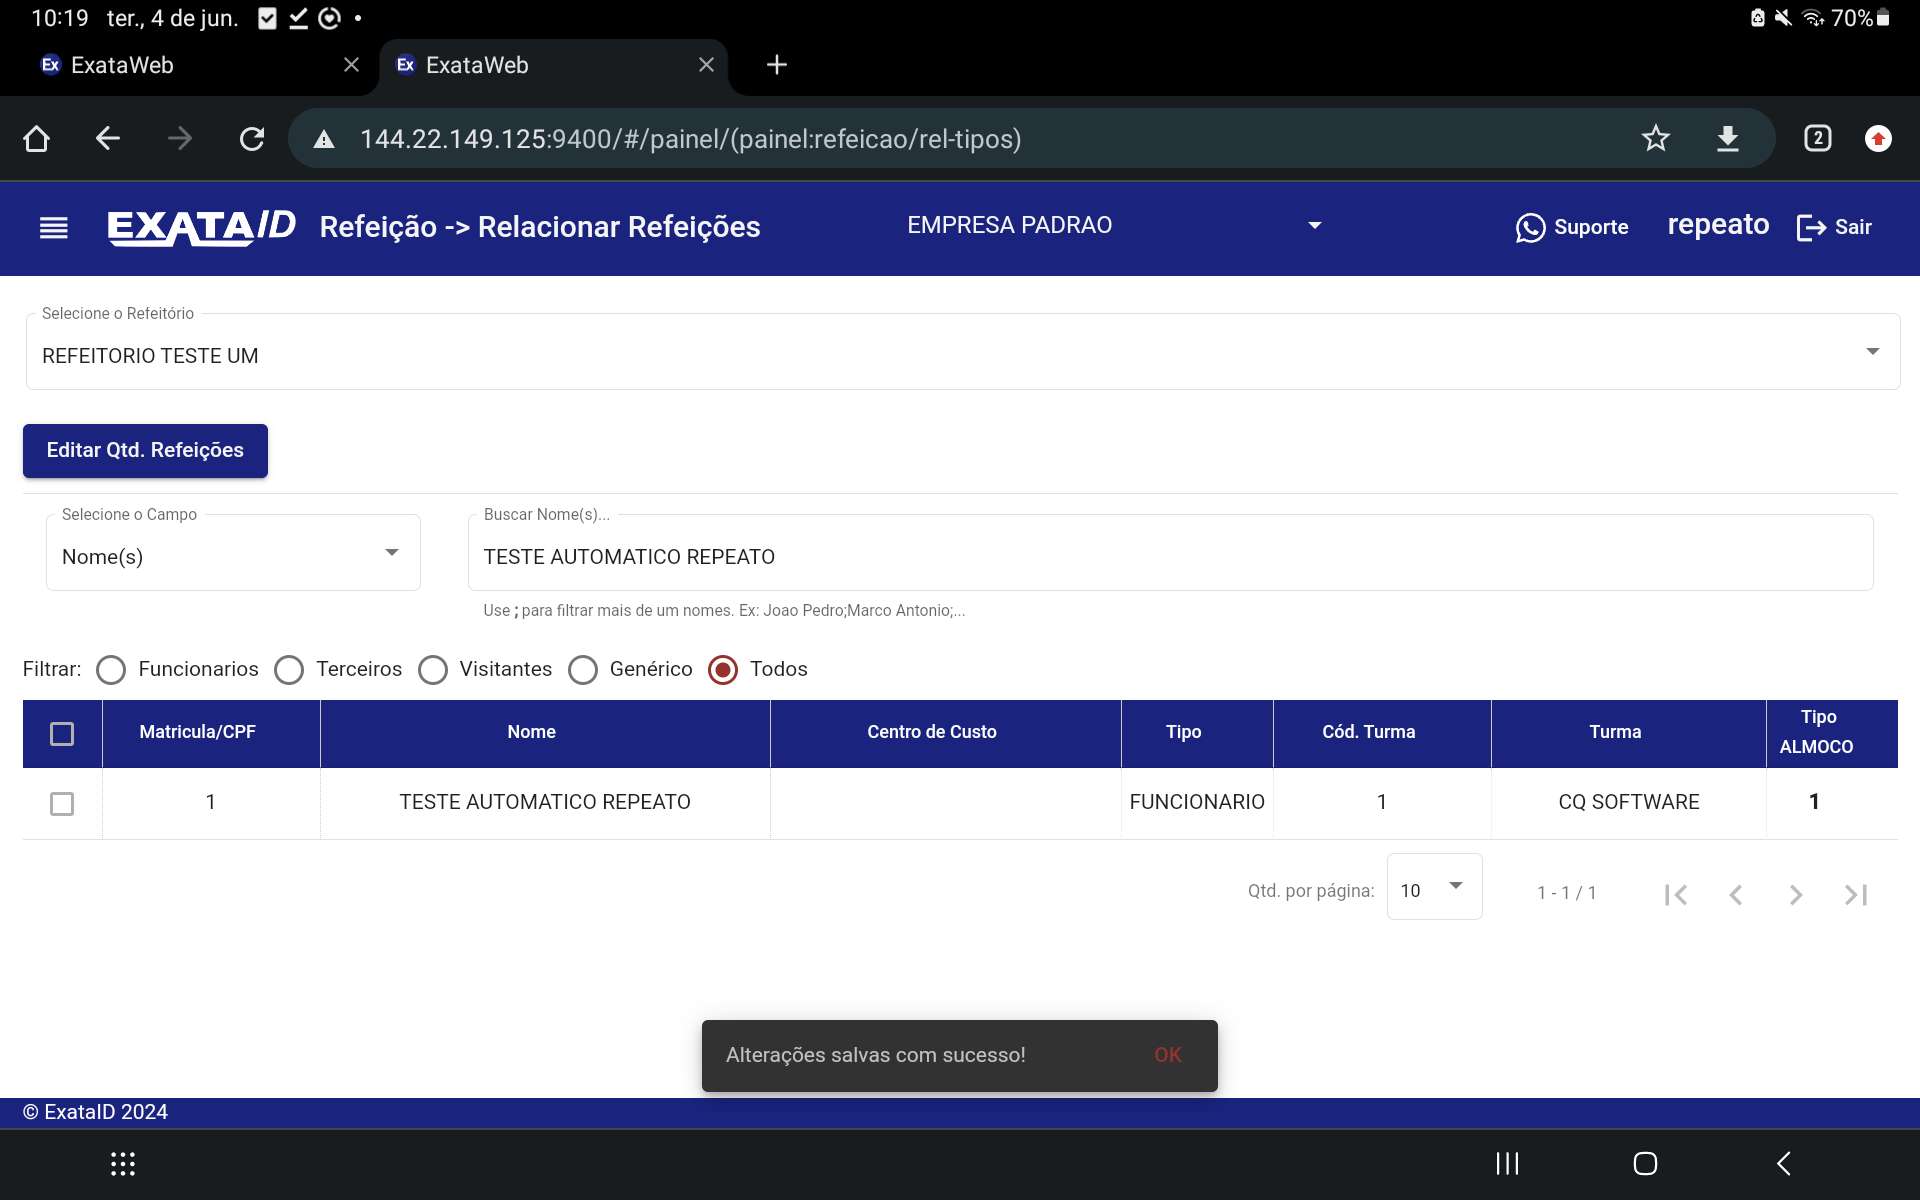 10:19 ter., 4 de jun. 70%
Ex ExataWeb Ex ExataWeb
144.22.149.125:9400/#/painel/(painel:refeicao/rel-tipos) 2
EXATA/ID Refeição -> Relacionar Refeições EMPRESA PADRAO Suporte repeato Sair
Selecione o Refeitório
REFEITORIO TESTE UM
Editar Qtd. Refeições
Selecione o Campo Buscar Nome(s)...
Nome(s) TESTE AUTOMATICO REPEATO
Use ; para filtrar mais de um nomes. Ex: Joao Pedro;Marco Antonio;...
Filtrar: Funcionarios Terceiros Visitantes Genérico Todos
Matricula/CPF Nome Centro de Custo Tipo Cód. Turma Turma Tipo ALMOCO
1 TESTE AUTOMATICO REPEATO FUNCIONARIO 1 CQ SOFTWARE 1
Qtd. por página: 10 1 - 1 / 1
Alterações salvas com sucesso! OK
© ExataID 2024